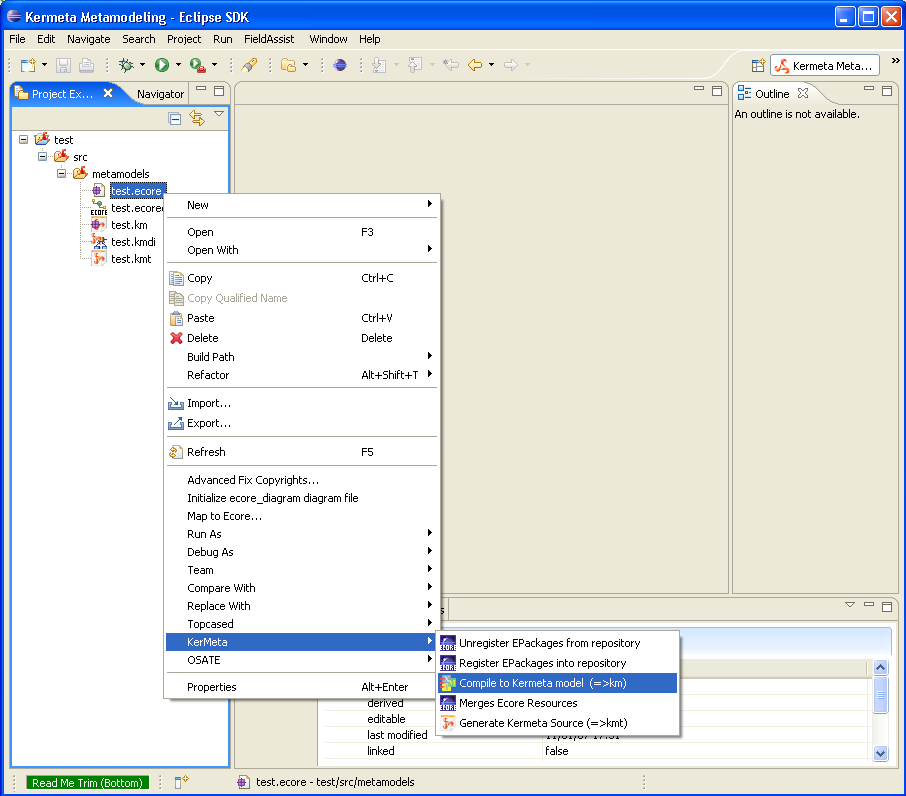 Kermeta Metamodeling - Eclipse SDK
File Edit Navigate Search Project Run FieldAssist Window Help
Kermeta Meta... »
Project Ex... Navigator
Outline
An outline is not available.
test
src
metamodels
test.ecore
test.ecore
test.km
test.kmdi
test.kmt
New
Open F3
Open With
Copy Ctrl+C
Copy Qualified Name
Paste Ctrl+V
Delete Delete
Build Path
Refactor Alt+Shift+T
Import...
Export...
Refresh F5
Advanced Fix Copyrights...
Initialize ecore_diagram diagram file
Map to Ecore...
Run As
Debug As
Team
Compare With
Replace With
Topcased
KerMeta
OSATE
Properties Alt+Enter
Unregister EPackages from repository
Register EPackages into repository
Compile to Kermeta model (=>km)
Merges Ecore Resources
Generate Kermeta Source (=>kmt)
derived
editable
last modified
linked false
Read Me Trim (Bottom)
test.ecore - test/src/metamodels